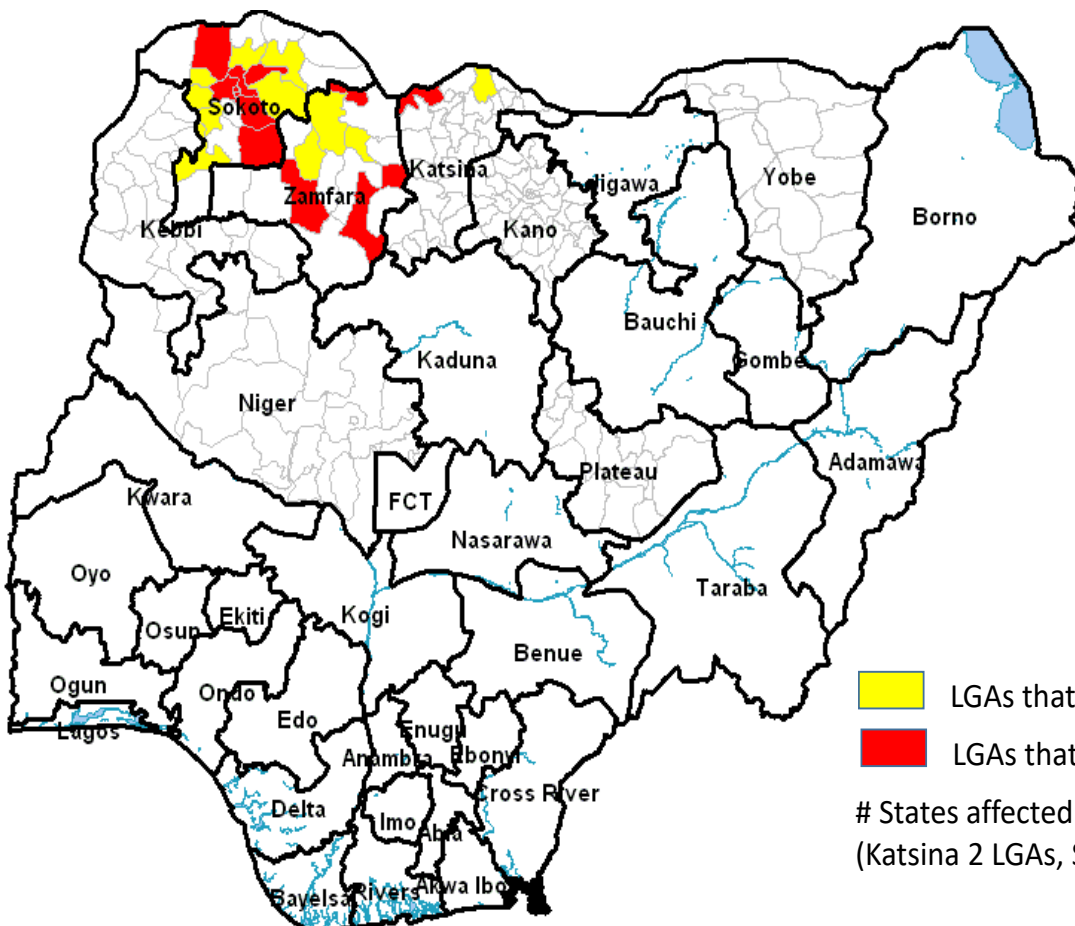 Sokoto
Katsina
Zamfara
Kebbi
Kano
Jigawa
Yobe
Borno
Bauchi
Gombe
Kaduna
Niger
Plateau
Adamawa
FCT
Kwara
Nasarawa
Oyo
Taraba
Osun
Ekiti
Kogi
Benue
Ogun
Ondo
Edo
Lagos
Enugu
Anambra
Ebonyi
Cross River
Delta
Imo
Abia
Bayelsa
Rivers
Akwa Ibo
LGAs that
LGAs that
# States affected
(Katsina 2 LGAs, S